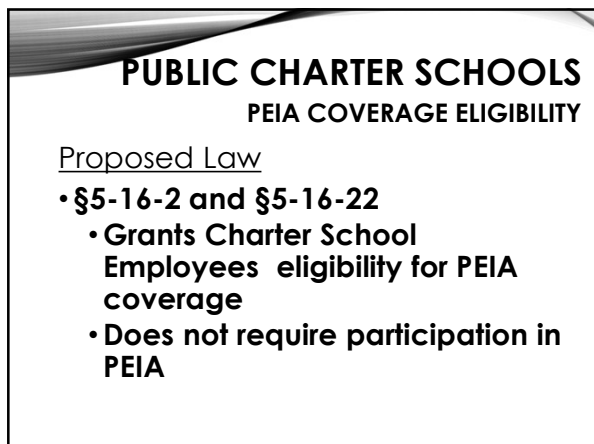 PUBLIC CHARTER SCHOOLS
PEIA COVERAGE ELIGIBILITY
Proposed Law
• §5-16-2 and §5-16-22
• Grants Charter School
Employees eligibility for PEIA
coverage
• Does not require participation in
PEIA